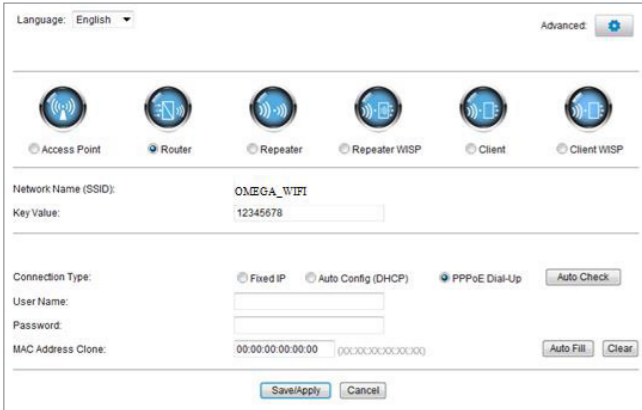 Language: English
Advanced:
Access Point Router Repeater Repeater WISP Client Client WISP
Network Name (SSID): OMEGA_WIFI
Key Value: 12345678
Connection Type: Fixed IP Auto Config (DHCP) PPPoE Dial-Up Auto Check
User Name:
Password:
MAC Address Clone: 00:00:00:00:00:00 (XX:XX:XX:XX:XX:XX) Auto Fill Clear
Save/Apply Cancel